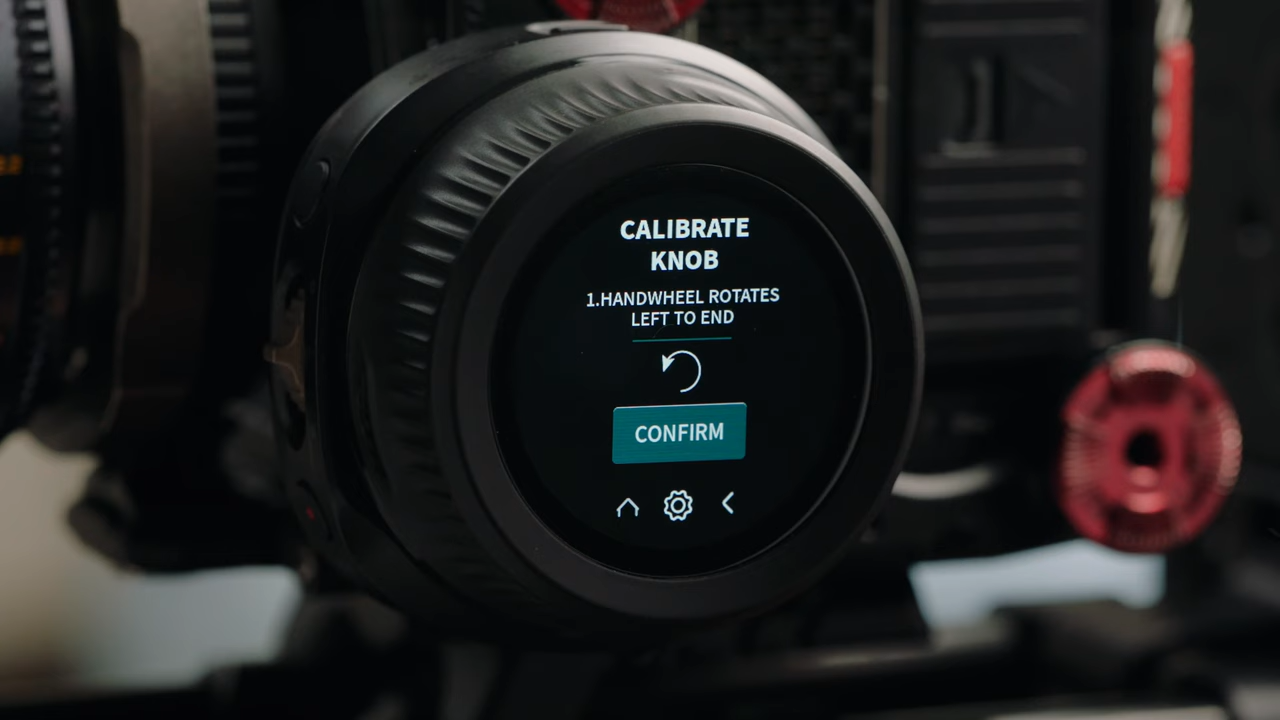 CALIBRATE
KNOB
1.HANDWHEEL ROTATES
LEFT TO END
CONFIRM